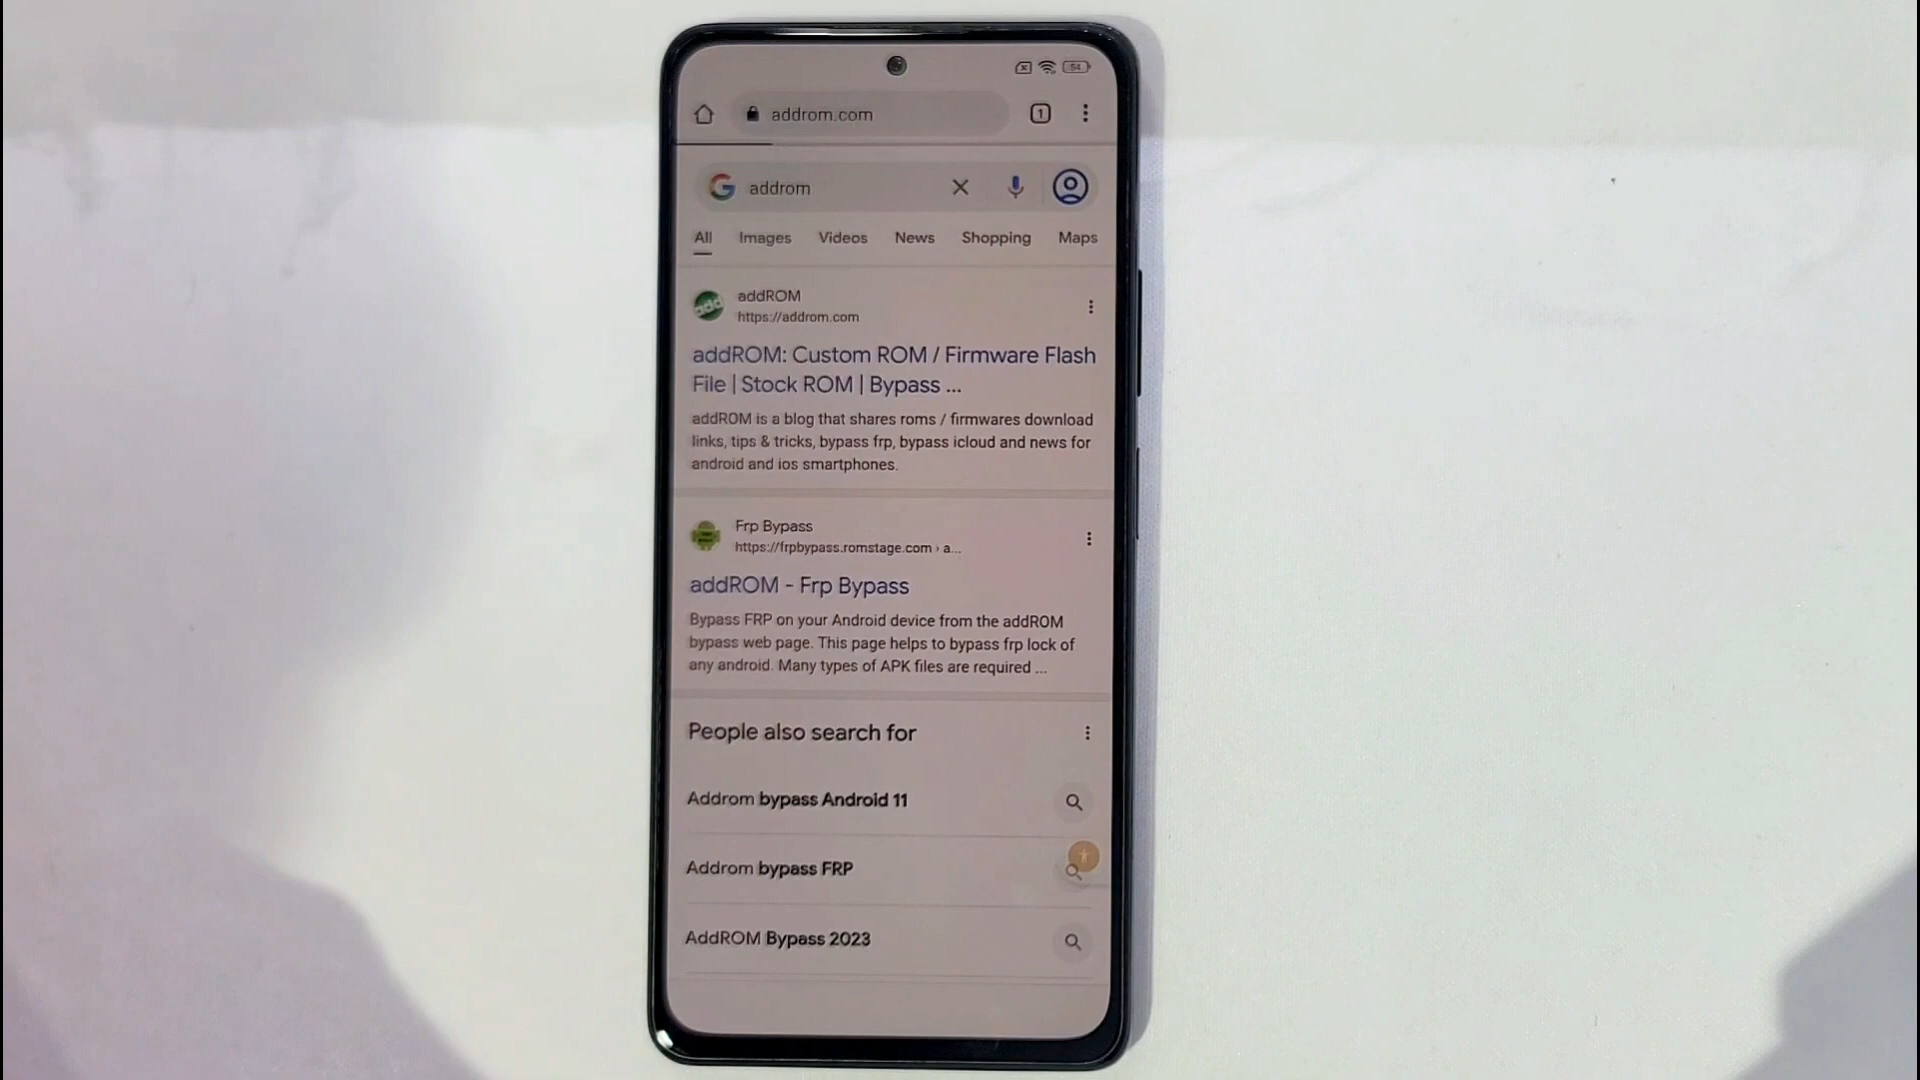 54
addrom.com
1
addrom
All Images Videos News Shopping Maps
add
addROM
https://addrom.com
addROM: Custom ROM / Firmware Flash
File | Stock ROM | Bypass ...
addROM is a blog that shares roms / firmwares download
links, tips & tricks, bypass frp, bypass icloud and news for
android and ios smartphones.
Frp Bypass
https://frpbypass.romstage.com › a...
addROM - Frp Bypass
Bypass FRP on your Android device from the addROM
bypass web page. This page helps to bypass frp lock of
any android. Many types of APK files are required ...
People also search for
Addrom bypass Android 11
Addrom bypass FRP
AddROM Bypass 2023